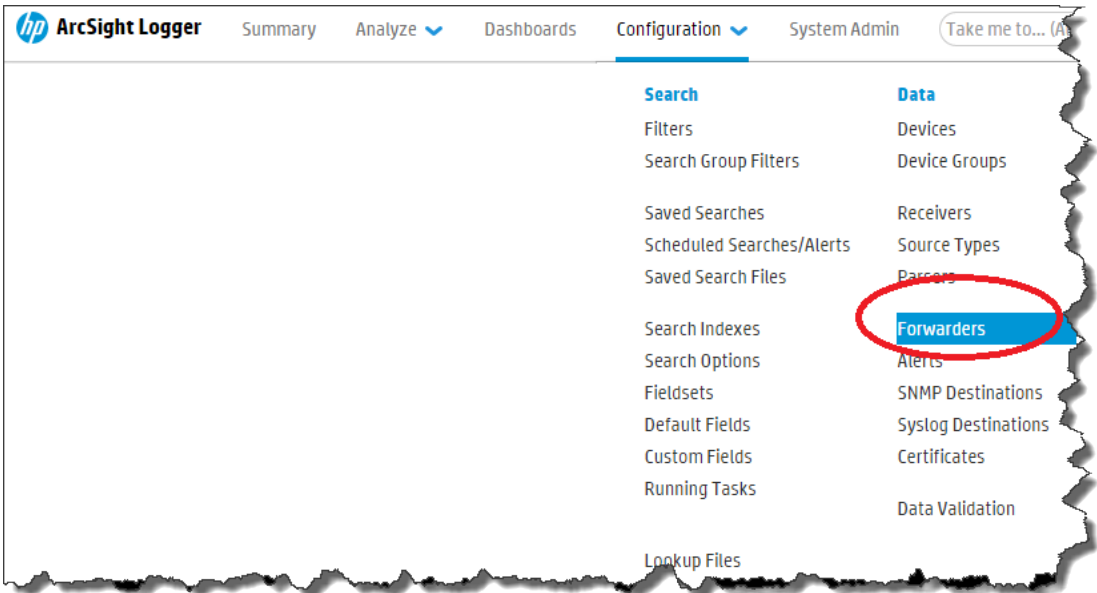 hp ArcSight Logger Summary Analyze Dashboards Configuration System Admin Take me to... (A
Search
Filters
Search Group Filters
Saved Searches
Scheduled Searches/Alerts
Saved Search Files
Search Indexes
Search Options
Fieldsets
Default Fields
Custom Fields
Running Tasks
Lookup Files
Data
Devices
Device Groups
Receivers
Source Types
Parsers
Forwarders
Alerts
SNMP Destinations
Syslog Destinations
Certificates
Data Validation